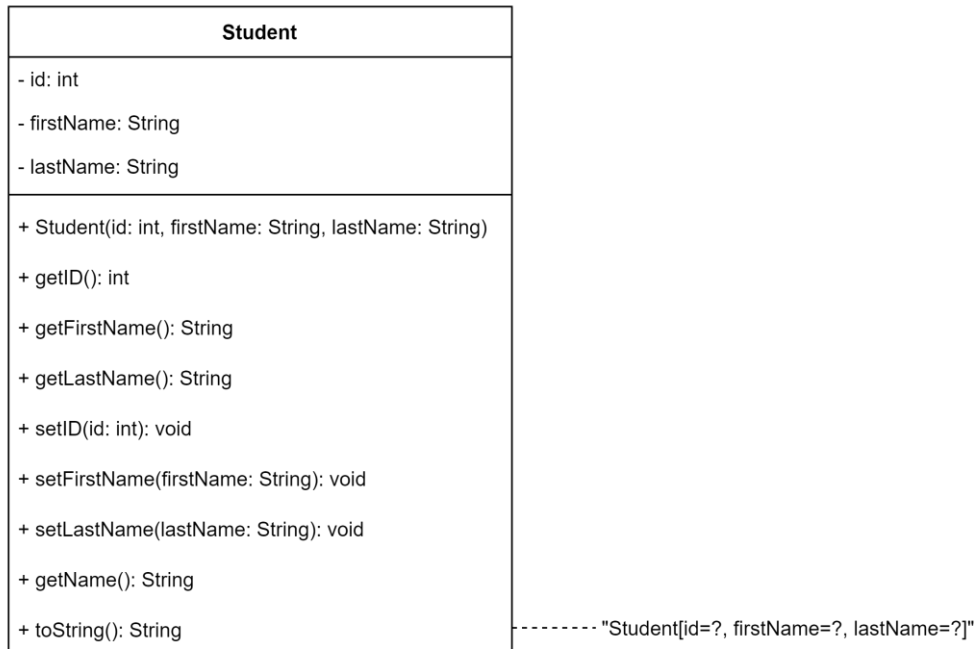 Student
- id: int
- firstName: String
- lastName: String
+ Student(id: int, firstName: String, lastName: String)
+ getID(): int
+ getFirstName(): String
+ getLastName(): String
+ setID(id: int): void
+ setFirstName(firstName: String): void
+ setLastName(lastName: String): void
+ getName(): String
+ toString(): String
"Student[id=?, firstName=?, lastName=?]"